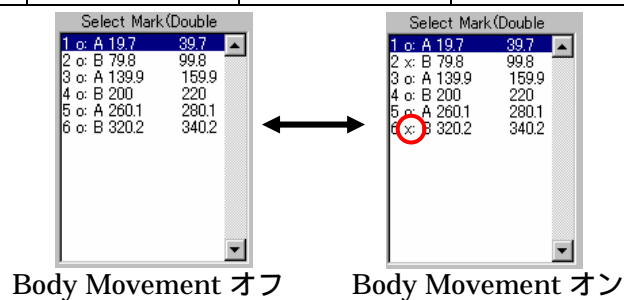 Select Mark(Double
1 o: A 19.7 39.7
2 o: B 79.8 99.8
3 o: A 139.9 159.9
4 o: B 200 220
5 o: A 260.1 280.1
6 o: B 320.2 340.2
Body Movement オフ
Select Mark(Double
1 o: A 19.7 39.7
2 x: B 79.8 99.8
3 o: A 139.9 159.9
4 o: B 200 220
5 o: A 260.1 280.1
6 x: B 320.2 340.2
Body Movement オン